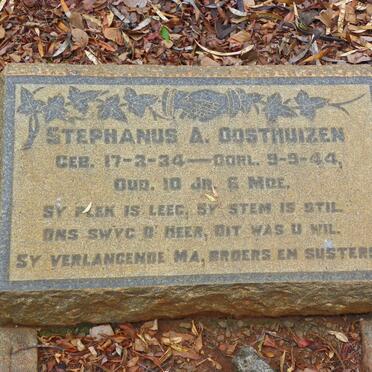 STEPHANUS A. OOSTHUIZEN
GEB. 17-2-34 — OORL. 9-9-44,
OUD. 10 JR. 6 MDE.
SY PLEK IS LEEG, SY STEM IS STIL.
ONS SWYG O' HEER, DIT WAS U WIL.
SY VERLANGENDE MA, BROERS EN SUSTERS